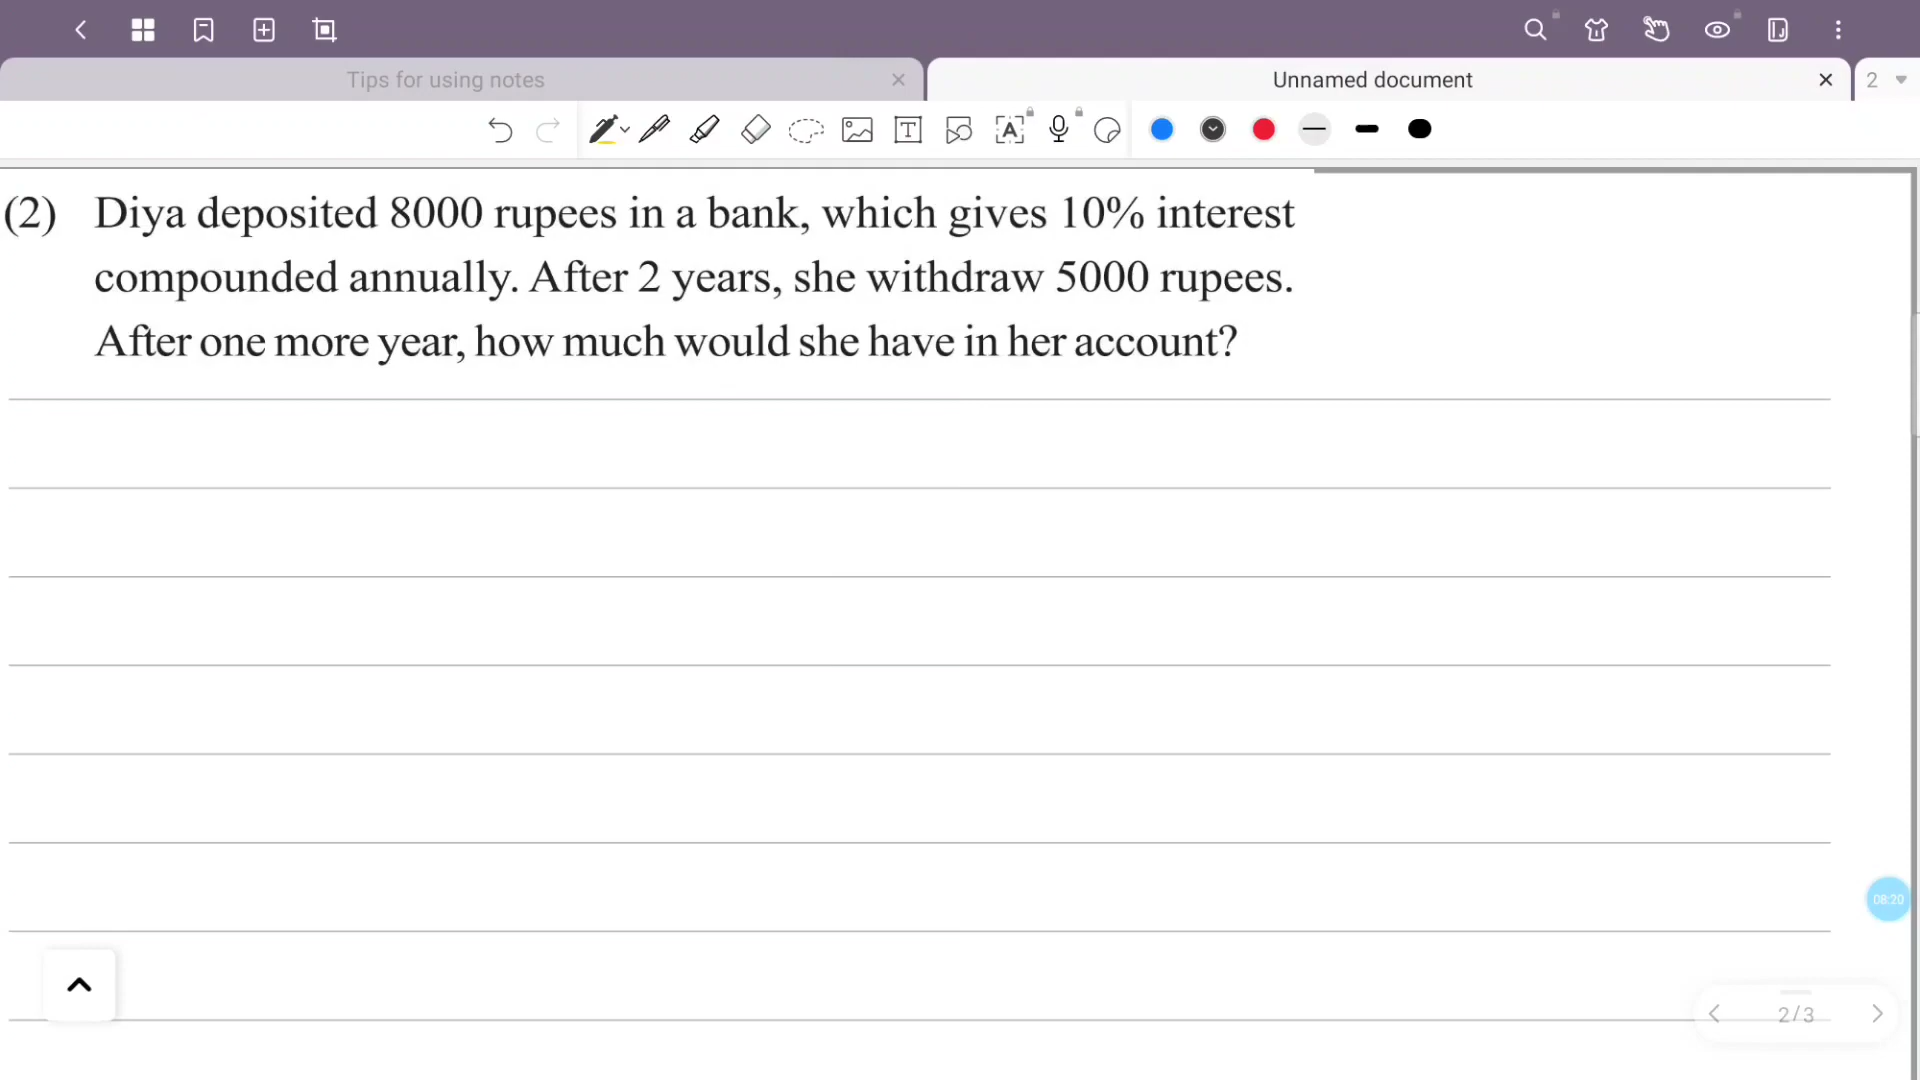 Tips for using notes
Unnamed document
2
(2) Diya deposited 8000 rupees in a bank, which gives 10% interest
compounded annually. After 2 years, she withdraw 5000 rupees.
After one more year, how much would she have in her account?
08:20
2/3